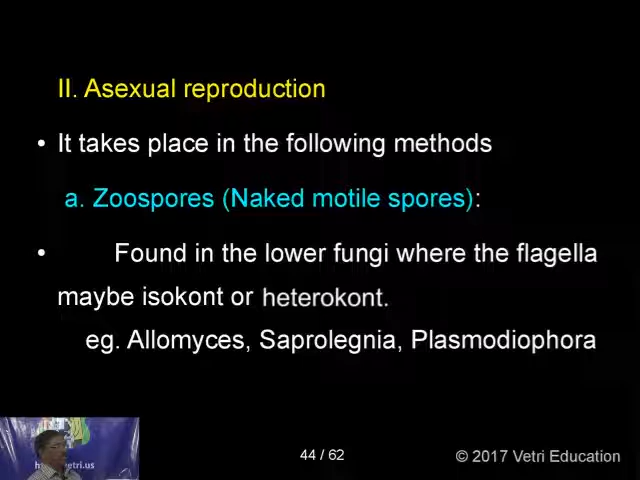 II. Asexual reproduction
• It takes place in the following methods
a. Zoospores (Naked motile spores):
• Found in the lower fungi where the flagella
maybe isokont or heterokont.
eg. Allomyces, Saprolegnia, Plasmodiophora
44 / 62
© 2017 Vetri Education